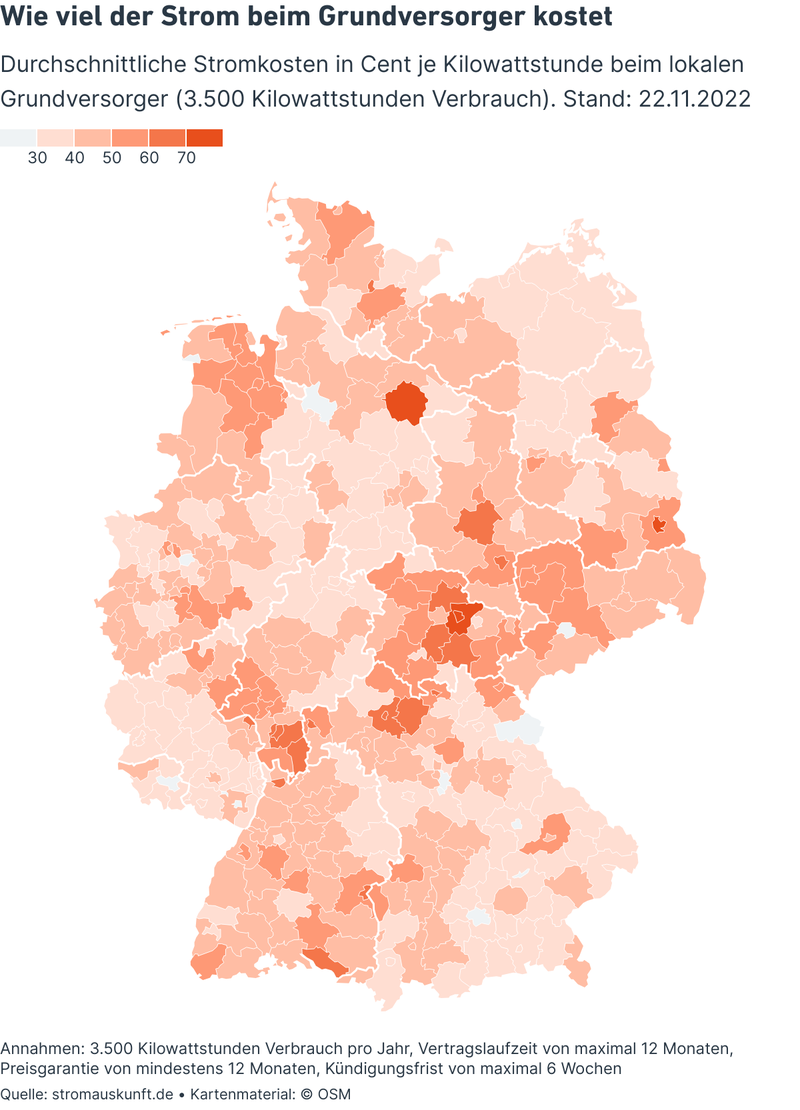 Wie viel der Strom beim Grundversorger kostet
Durchschnittliche Stromkosten in Cent je Kilowattstunde beim lokalen
Grundversorger (3.500 Kilowattstunden Verbrauch). Stand: 22.11.2022
30 40 50 60 70
Annahmen: 3.500 Kilowattstunden Verbrauch pro Jahr, Vertragslaufzeit von maximal 12 Monaten,
Preisgarantie von mindestens 12 Monaten, Kündigungsfrist von maximal 6 Wochen
Quelle: stromauskunft.de • Kartenmaterial: © OSM